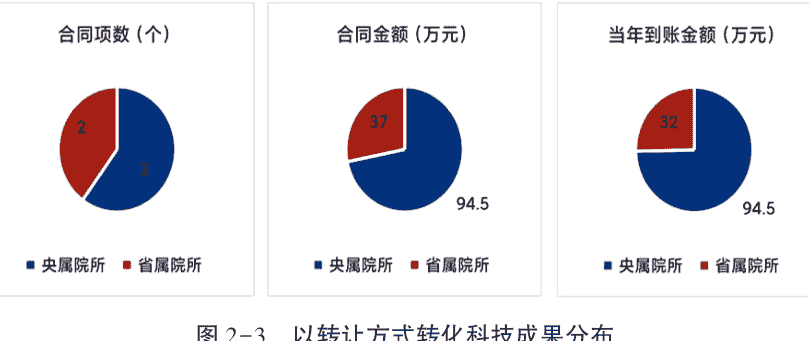 合同项数（个）
2
3
央属院所 省属院所
合同金额（万元）
37
94.5
央属院所 省属院所
当年到账金额（万元）
32
94.5
央属院所 省属院所
图 2-3 以转让方式转化科技成果分布